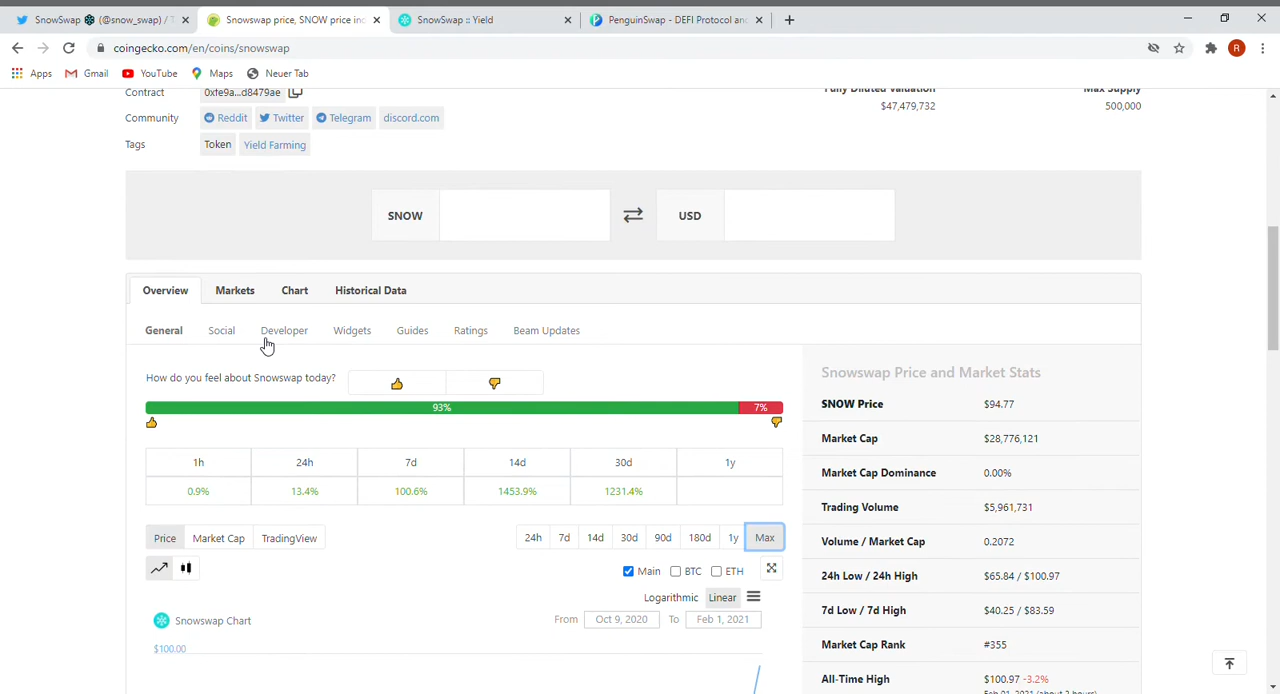 SnowSwap (@snow_swap) / T
Snowswap price, SNOW price inc
SnowSwap :: Yield
PenguinSwap - DEFI Protocol and
coingecko.com/en/coins/snowswap
R
Apps Gmail YouTube Maps Neuer Tab
Contract 0xfe9a...d8479ae
Fully Diluted Valuation Max Supply
$47,479,732 500,000
Community Reddit Twitter Telegram discord.com
Tags Token Yield Farming
SNOW USD
Overview Markets Chart Historical Data
General Social Developer Widgets Guides Ratings Beam Updates
How do you feel about Snowswap today?
93% 7%
1h 24h 7d 14d 30d 1y
0.9% 13.4% 100.6% 1453.9% 1231.4%
Price Market Cap TradingView
24h 7d 14d 30d 90d 180d 1y Max
Main BTC ETH
Logarithmic Linear
Snowswap Chart
From Oct 9, 2020 To Feb 1, 2021
$100.00
Snowswap Price and Market Stats
SNOW Price $94.77
Market Cap $28,776,121
Market Cap Dominance 0.00%
Trading Volume $5,961,731
Volume / Market Cap 0.2072
24h Low / 24h High $65.84 / $100.97
7d Low / 7d High $40.25 / $83.59
Market Cap Rank #355
All-Time High $100.97 -3.2%
Feb 01, 2021 (about 2 hours)